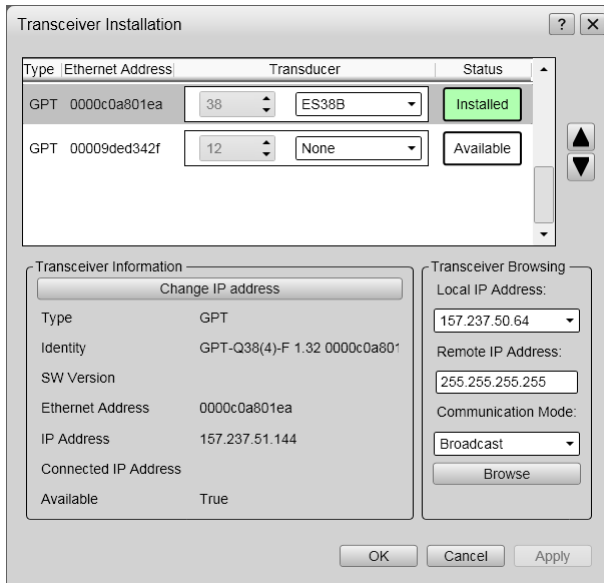 Transceiver Installation
?
X
Type Ethernet Address Transducer Status
GPT 0000c0a801ea 38 ES38B Installed
GPT 00009ded342f 12 None Available
Transceiver Information
Change IP address
Type GPT
Identity GPT-Q38(4)-F 1.32 0000c0a801
SW Version
Ethernet Address 0000c0a801ea
IP Address 157.237.51.144
Connected IP Address
Available True
Transceiver Browsing
Local IP Address:
157.237.50.64
Remote IP Address:
255.255.255.255
Communication Mode:
Broadcast
Browse
OK Cancel Apply